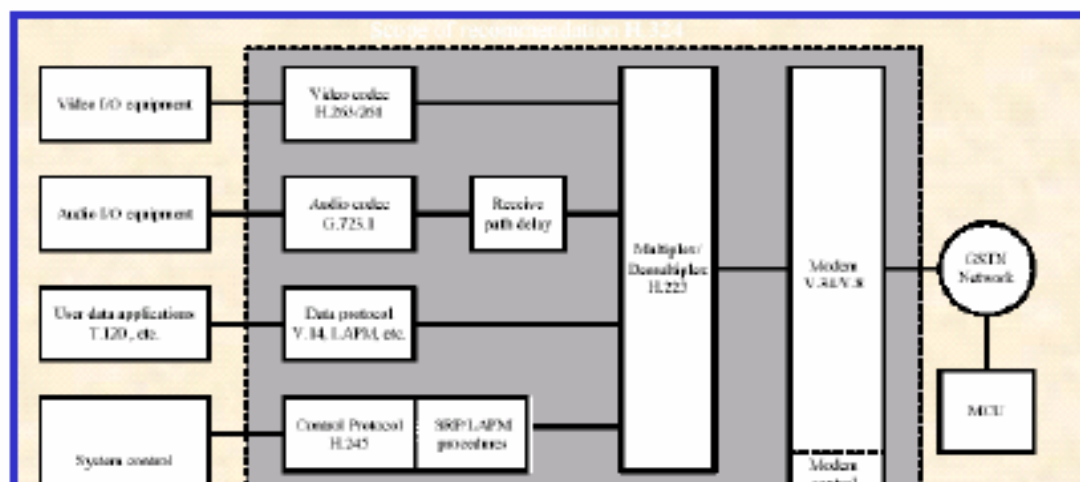 Scope of recommendation H.324
Video I/O equipment
Video codec
H.263/261
Audio I/O equipment
Audio codec
G.723.1
Receive
path delay
Multiplex/
Demultiplex
H.223
Modem
V.34/V.8
GSTN
Network
User data applications
T.120, etc.
Data protocol
V.14, LAPM, etc.
MCU
System control
Control Protocol
H.245
SRP/LAPM
procedures
Modem
control